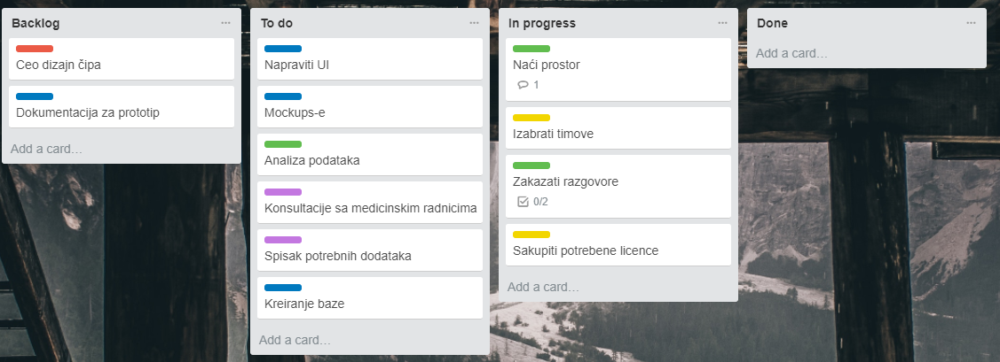 Backlog
Ceo dizajn čipa
Dokumentacija za prototip
Add a card…
To do
Napraviti UI
Mockups-e
Analiza podataka
Konsultacije sa medicinskim radnicima
Spisak potrebnih dodataka
Kreiranje baze
Add a card…
In progress
Naći prostor
1
Izabrati timove
Zakazati razgovore
0/2
Sakupiti potrebene licence
Add a card…
Done
Add a card…